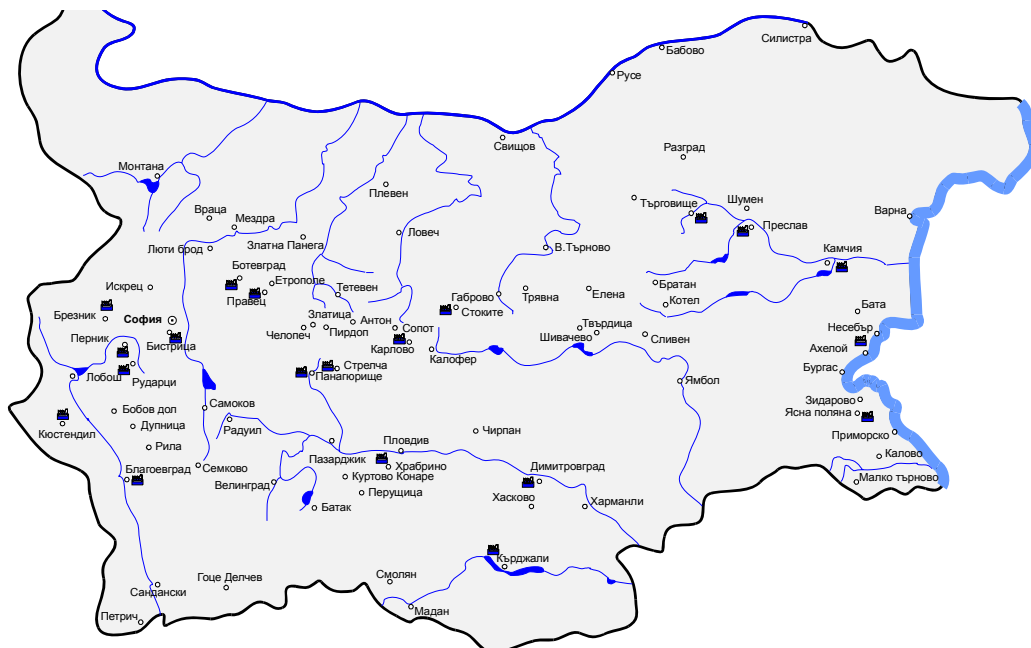 Силистра
Бабово
Русе
Свищов
Разград
Монтана
Плевен
Търговище
Шумен
Враца
Мездра
Варна
Преслав
Ловеч
Златна Панега
Люти брод
В.Търново
Камчия
Ботевград
Етрополе
Искрец
Тетевен
Братан
Правец
Габрово
Трявна
Елена
Котел
Стоките
Бата
Брезник
София
Златица
Антон
Несебър
Челопеч
Пирдоп
Сопот
Твърдица
Перник
Бистрица
Шивачево
Сливен
Карлово
Ахелой
Калофер
Бургас
Стрелча
Лобош
Рударци
Панагюрище
Ямбол
Зидарово
Бобов дол
Самоков
Ясна поляна
Кюстендил
Дупница
Радуил
Чирпан
Приморско
Рила
Пловдив
Калово
Благоевград
Семково
Пазарджик
Храбрино
Димитровград
Велинград
Куртово Конаре
Малко търново
Перущица
Хасково
Харманли
Батак
Кърджали
Гоце Делчев
Смолян
Сандански
Мадан
Петрич